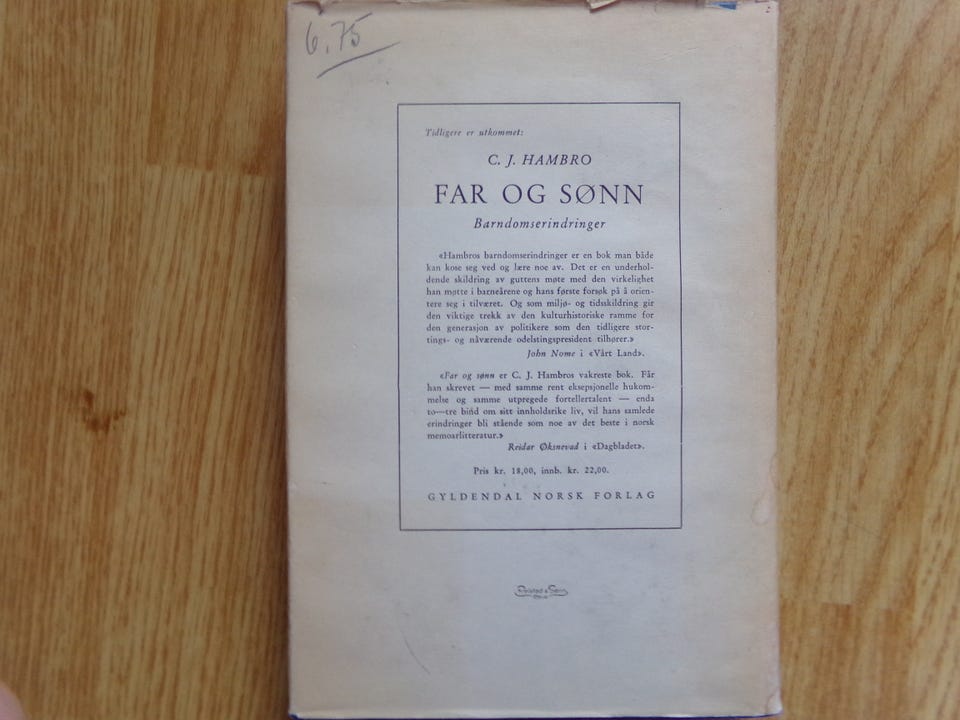 6.75
Tidligere er utkommet:
C. J. HAMBRO
FAR OG SØNN
Barndomserindringer
«Hambros barndomserindringer er en bok man både
kan kose seg ved og lære noe av. Det er en underhol-
dende skildring av guttens møte med den virkelighet
han møtte i barneårene og hans første forsøk på å orien-
tere seg i tilværet. Og som miljø- og tidsskildring gir
den viktige trekk av den kulturhistoriske ramme for
den generasjon av politikere som den tidligere stor-
tings- og nåværende odelstingspresident tilhører.»
John Nome i «Vårt Land».
«Far og sønn er C. J. Hambros vakreste bok. Får
han skrevet — med samme rent eksepsjonelle hukom-
melse og samme utpregede fortellertalent — enda
to—tre bind om sitt innholdsrike liv, vil hans samlede
erindringer bli stående som noe av det beste i norsk
memoarlitteratur.»
Reidar Øksnevad i «Dagbladet».
Pris kr. 18,00, innb. kr. 22,00.
GYLDENDAL NORSK FORLAG